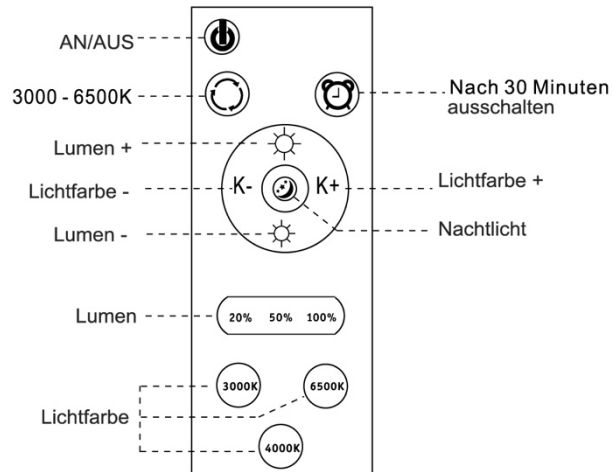 AN/AUS
3000 - 6500K
Nach 30 Minuten
ausschalten
Lumen +
Lichtfarbe -
K-
K+
Lichtfarbe +
Lumen -
Nachtlicht
Lumen
20% 50% 100%
3000K
6500K
Lichtfarbe
4000K